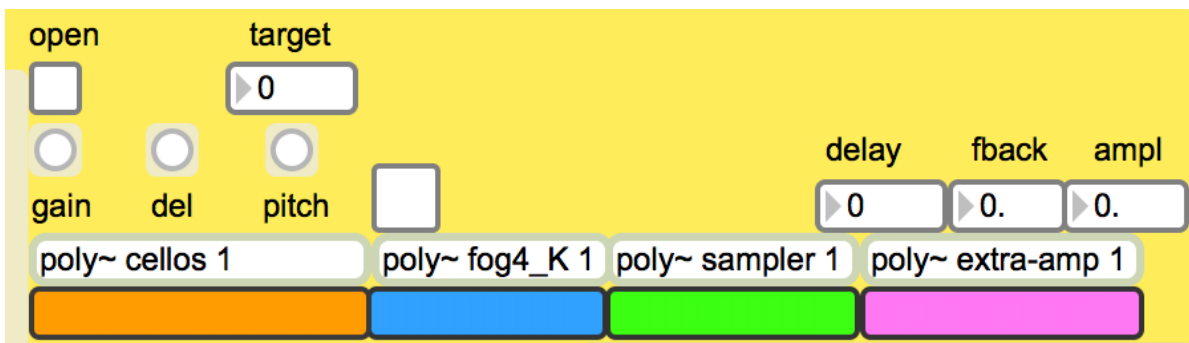 open target
0
delay fback ampl
gain del pitch 0 0. 0.
poly~ cellos 1 poly~ fog4_K 1 poly~ sampler 1 poly~ extra-amp 1